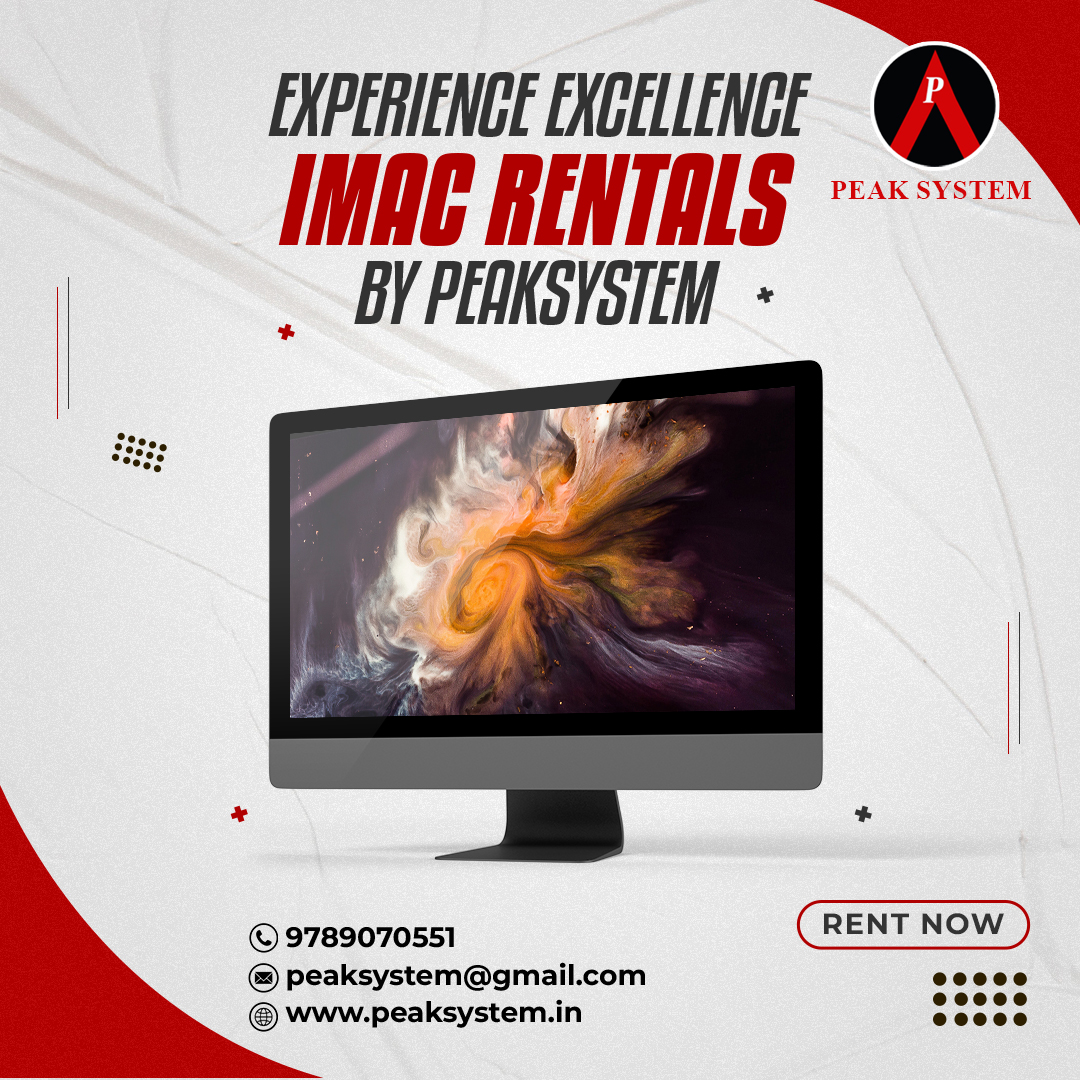 EXPERIENCE EXCELLENCE
IMAC RENTALS
BY PEAKSYSTEM
P
PEAK SYSTEM
9789070551
peaksystem@gmail.com
www.peaksystem.in
RENT NOW